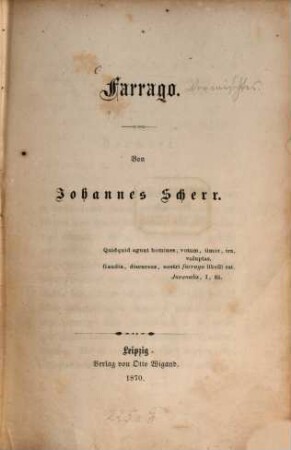 Farrago.
Vermischtes.
Von
Johannes Scherr.
Quidquid agunt homines, votum, timor, ira,
voluptas,
Gaudia, discursus, nostri farrago libelli est.
Juvenalis, I, 85.
Leipzig.
Verlag von Otto Wigand.
1870.